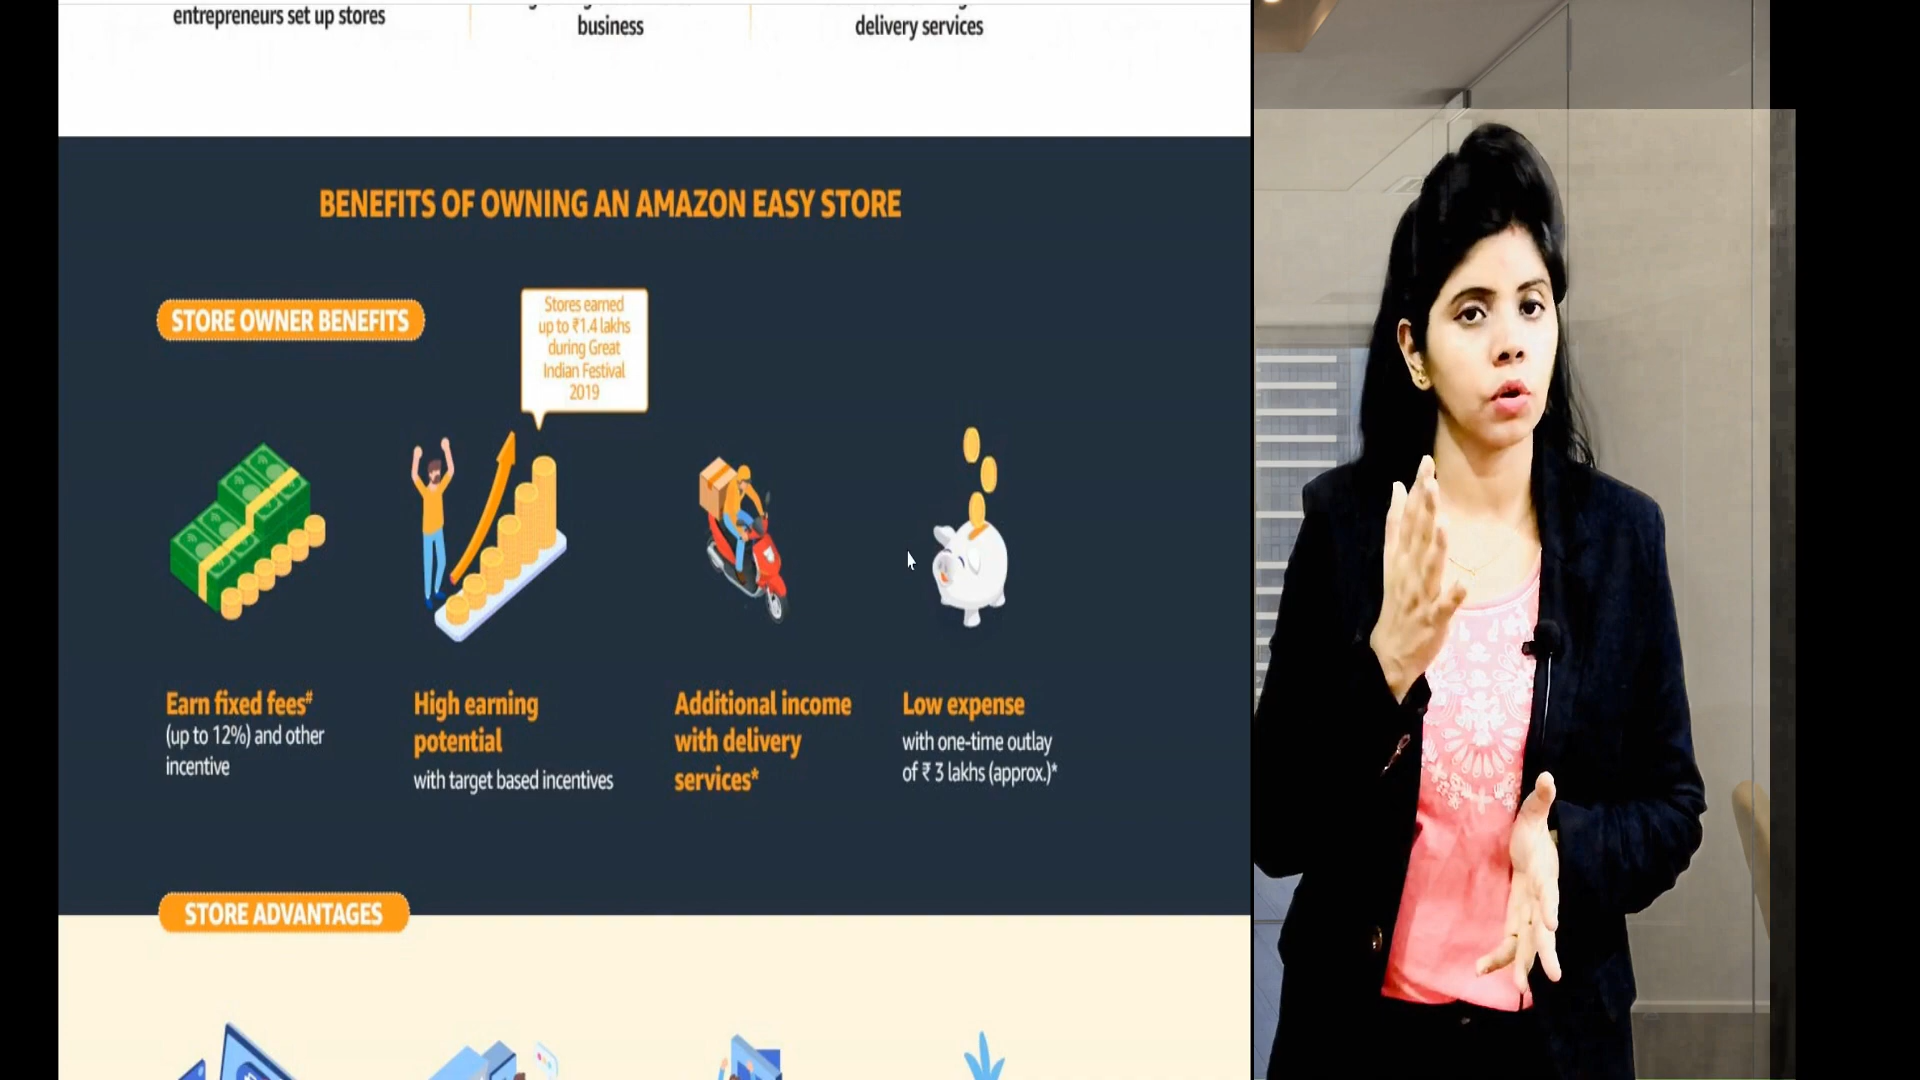 entrepreneurs set up stores
business
delivery services
BENEFITS OF OWNING AN AMAZON EASY STORE
STORE OWNER BENEFITS
Stores earned
up to ₹1.4 lakhs
during Great
Indian Festival
2019
Earn fixed fees#
(up to 12%) and other
incentive
High earning
potential
with target based incentives
Additional income
with delivery
services*
Low expense
with one-time outlay
of ₹ 3 lakhs (approx.)*
STORE ADVANTAGES